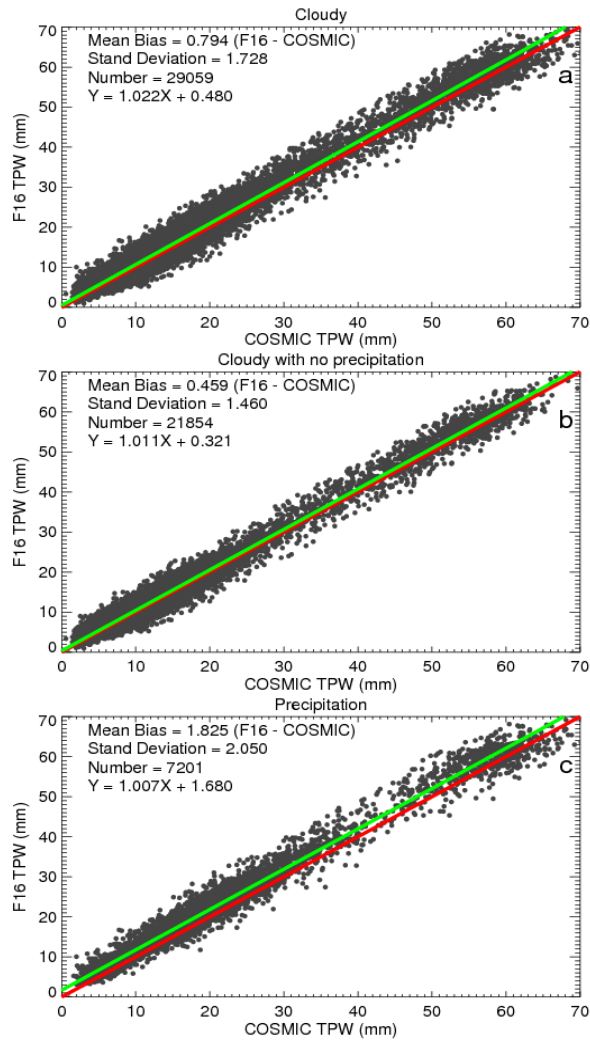 Cloudy
70
60
50
40
30
20
10
0
F16 TPW (mm)
Mean Bias = 0.794 (F16 - COSMIC)
Stand Deviation = 1.728
Number = 29059
Y = 1.022X + 0.480
a
0 10 20 30 40 50 60 70
COSMIC TPW (mm)
Cloudy with no precipitation
70
60
50
40
30
20
10
0
F16 TPW (mm)
Mean Bias = 0.459 (F16 - COSMIC)
Stand Deviation = 1.460
Number = 21854
Y = 1.011X + 0.321
b
0 10 20 30 40 50 60 70
COSMIC TPW (mm)
Precipitation
70
60
50
40
30
20
10
0
F16 TPW (mm)
Mean Bias = 1.825 (F16 - COSMIC)
Stand Deviation = 2.050
Number = 7201
Y = 1.007X + 1.680
c
0 10 20 30 40 50 60 70
COSMIC TPW (mm)